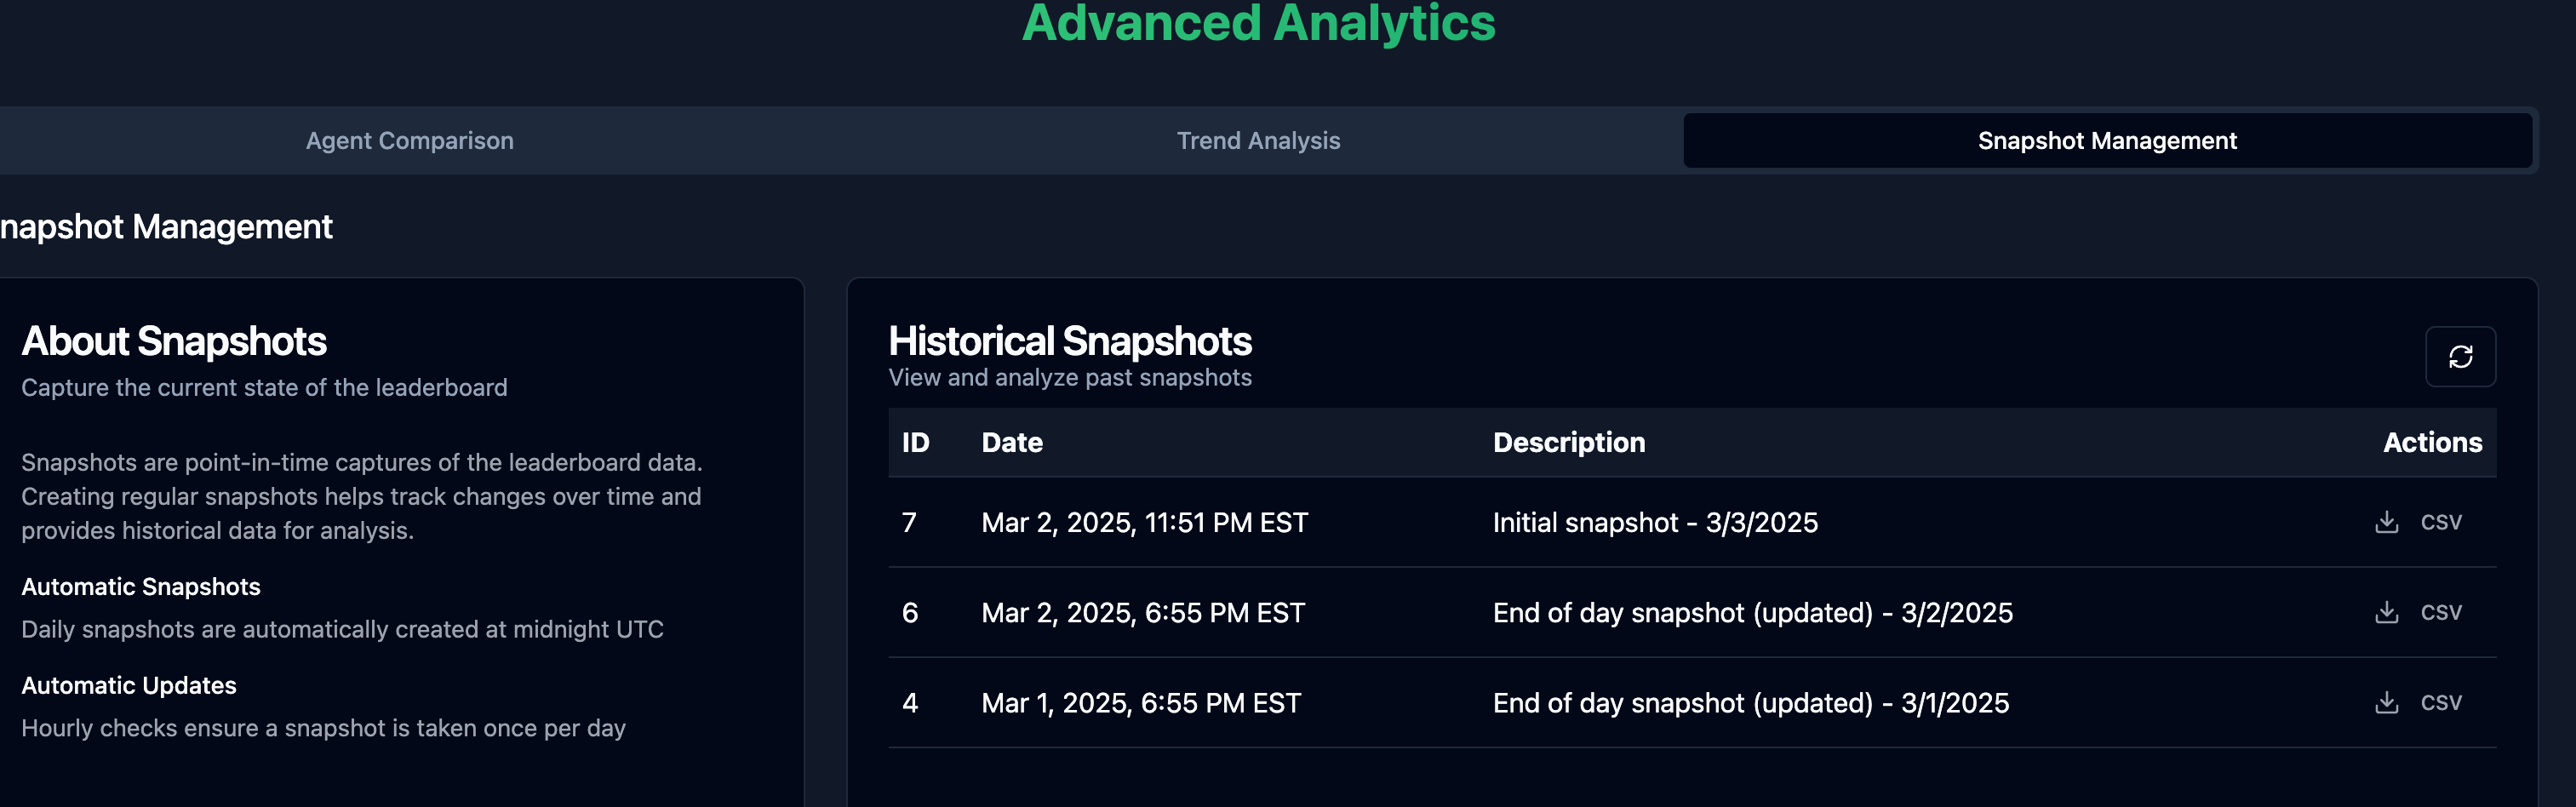 Advanced Analytics
Agent Comparison
Trend Analysis
Snapshot Management
napshot Management
About Snapshots
Capture the current state of the leaderboard
Snapshots are point-in-time captures of the leaderboard data.
Creating regular snapshots helps track changes over time and
provides historical data for analysis.
Automatic Snapshots
Daily snapshots are automatically created at midnight UTC
Automatic Updates
Hourly checks ensure a snapshot is taken once per day
Historical Snapshots
View and analyze past snapshots
ID Date Description Actions
7 Mar 2, 2025, 11:51 PM EST Initial snapshot - 3/3/2025 CSV
6 Mar 2, 2025, 6:55 PM EST End of day snapshot (updated) - 3/2/2025 CSV
4 Mar 1, 2025, 6:55 PM EST End of day snapshot (updated) - 3/1/2025 CSV